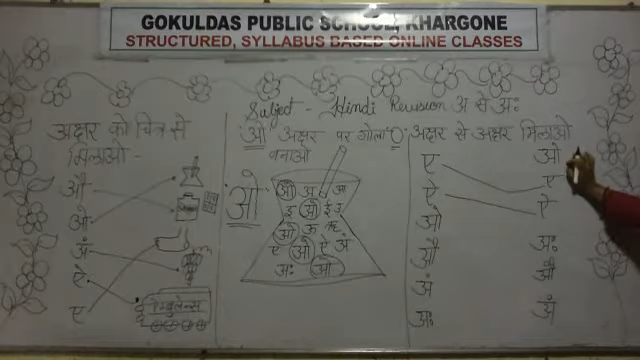 GOKULDAS PUBLIC SCHOOL, KHARGONE
STRUCTURED, SYLLABUS BASED ONLINE CLASSES
Subject - Hindi Revision अ से अः
अक्षर को चित्र से
मिलाओ -
औ
ओ
अं
ऐ
ए
ऐम्बुलेन्स
ओ अक्षर पर गोला O
बनाओ
ओ
ओ अ आ
इ ओ ई उ
ओ ऊ ऋ
ए ओ ऐ अं
अः ओ
अक्षर से अक्षर मिलाओ
ए ओ
ऐ ए
ओ ऐ
औ अः
अं औ
अः अं